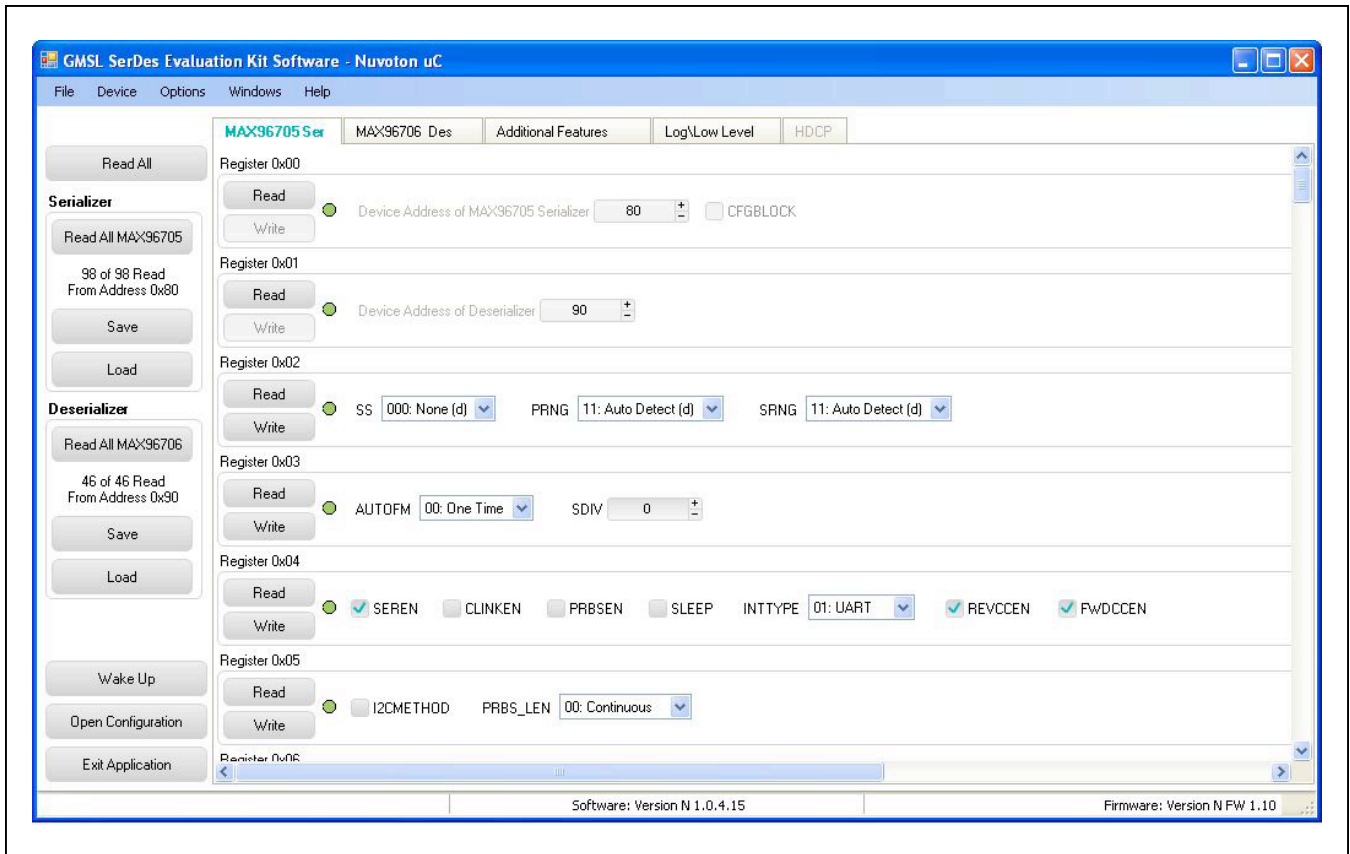 GMSL SerDes Evaluation Kit Software - Nuvoton uC
File Device Options Windows Help
MAX96705 Ser MAX96706 Des Additional Features Log\Low Level HDCP
Read All
Serializer
Read All MAX96705
98 of 98 Read
From Address 0x80
Save
Load
Deserializer
Read All MAX96706
46 of 46 Read
From Address 0x90
Save
Load
Wake Up
Open Configuration
Exit Application
Register 0x00
Read
Write
Device Address of MAX96705 Serializer 80 + - CFGBLOCK
Register 0x01
Read
Write
Device Address of Deserializer 90 + -
Register 0x02
Read
Write
SS 000: None (d) PRNG 11: Auto Detect (d) SRNG 11: Auto Detect (d)
Register 0x03
Read
Write
AUTOFM 00: One Time SDIV 0 + -
Register 0x04
Read
Write
SEREN CLINKEN PRBSEN SLEEP INTTYPE 01: UART REVCCEN FWDCCEN
Register 0x05
Read
Write
I2CMETHOD PRBS_LEN 00: Continuous
Register 0x06
Software: Version N 1.0.4.15 Firmware: Version N FW 1.10